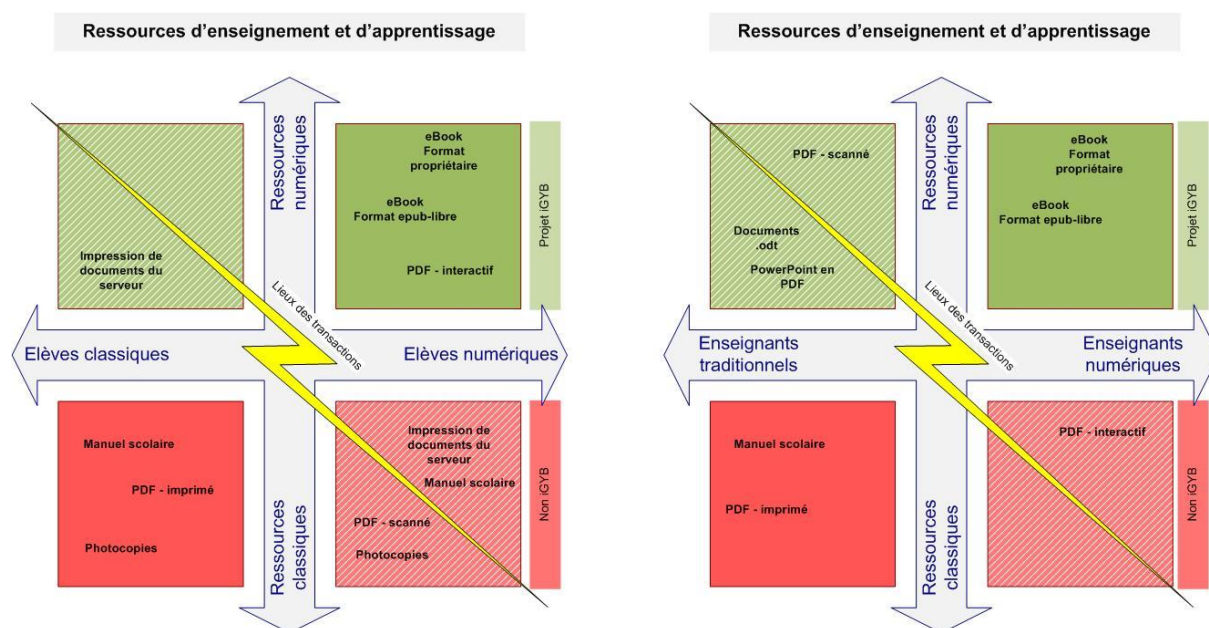 Ressources d'enseignement et d'apprentissage
Ressources
numériques
eBook
Format
propriétaire
eBook
Format epub-libre
PDF - interactif
Projet iGYB
Impression de
documents du
serveur
Lieux des transactions
Elèves classiques
Elèves numériques
Manuel scolaire
PDF - imprimé
Photocopies
Ressources
classiques
Impression de
documents du
serveur
Manuel scolaire
PDF - scanné
Photocopies
Non iGYB
Ressources d'enseignement et d'apprentissage
PDF - scanné
Documents
.odt
PowerPoint en
PDF
Ressources
numériques
eBook
Format
propriétaire
eBook
Format epub-libre
Projet iGYB
Lieux des transactions
Enseignants
traditionnels
Enseignants
numériques
Manuel scolaire
PDF - imprimé
Ressources
classiques
PDF - interactif
Non iGYB